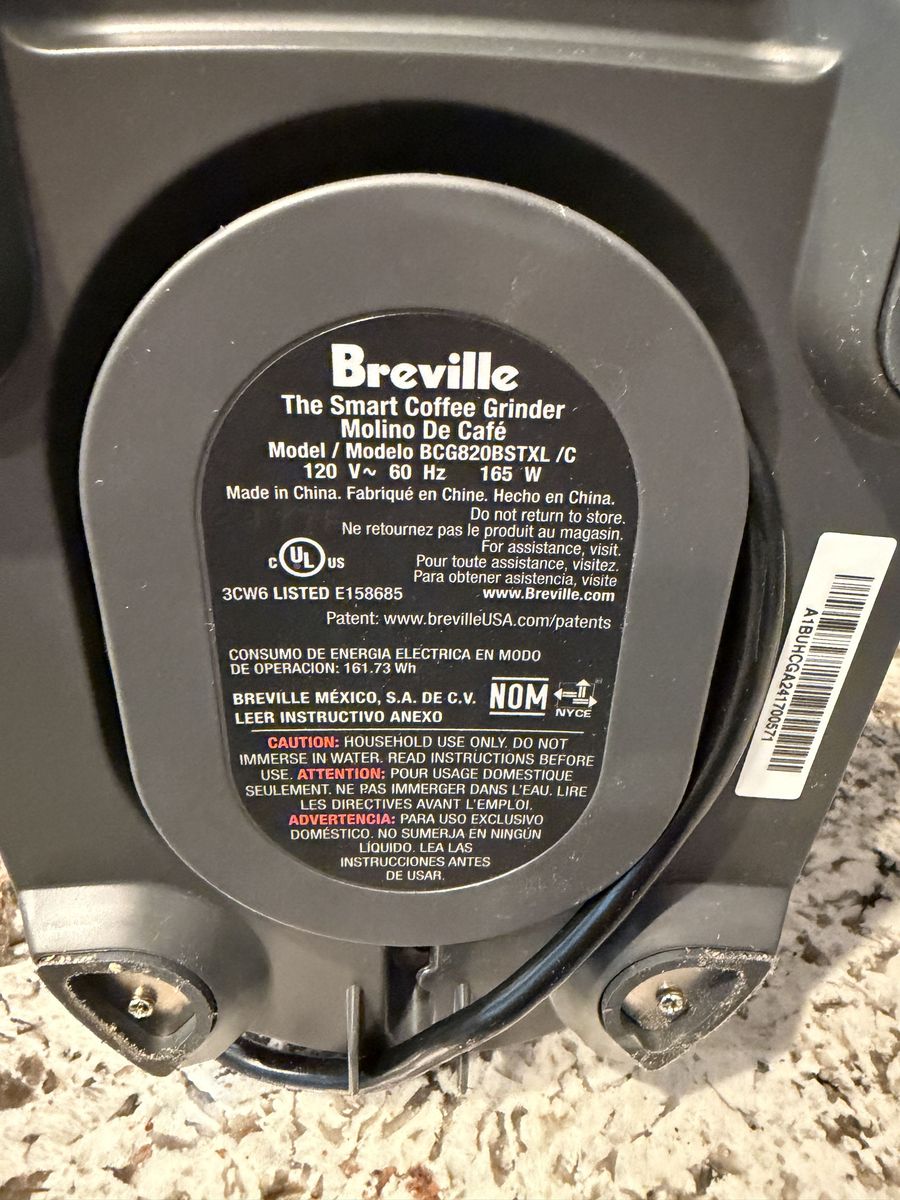 Breville
The Smart Coffee Grinder
Molino De Café
Model / Modelo BCG820BSTXL /C
120 V~ 60 Hz 165 W
Made in China. Fabriqué en Chine. Hecho en China.
Do not return to store.
Ne retournez pas le produit au magasin.
For assistance, visit.
Pour toute assistance, visitez.
Para obtener asistencia, visite
www.Breville.com
C UL US
3CW6 LISTED E158685
Patent: www.brevilleUSA.com/patents
CONSUMO DE ENERGIA ELECTRICA EN MODO
DE OPERACION: 161.73 Wh
BREVILLE MÉXICO, S.A. DE C.V.
LEER INSTRUCTIVO ANEXO
NOM
NYCE
CAUTION: HOUSEHOLD USE ONLY. DO NOT
IMMERSE IN WATER. READ INSTRUCTIONS BEFORE
USE. ATTENTION: POUR USAGE DOMESTIQUE
SEULEMENT. NE PAS IMMERGER DANS L'EAU. LIRE
LES DIRECTIVES AVANT L'EMPLOI.
ADVERTENCIA: PARA USO EXCLUSIVO
DOMÉSTICO. NO SUMERJA EN NINGÚN
LÍQUIDO. LEA LAS
INSTRUCCIONES ANTES
DE USAR.
A1BUHCGA241700571